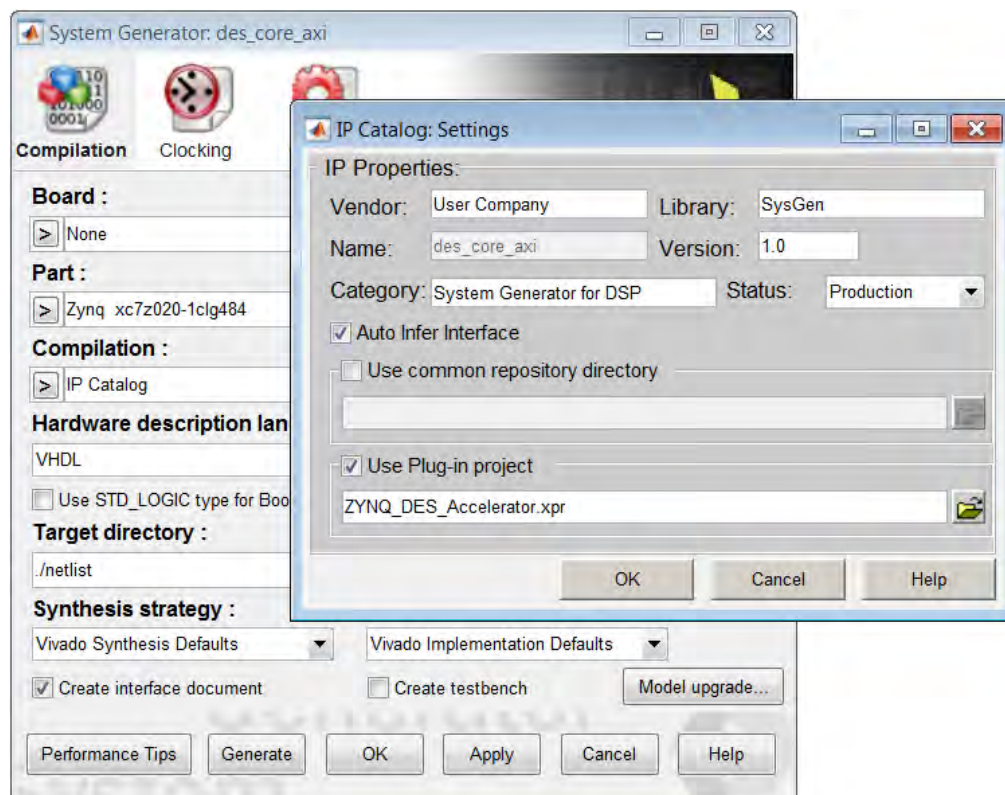 System Generator: des_core_axi
Compilation
Clocking
Board :
> None
Part :
> Zynq xc7z020-1clg484
Compilation :
> IP Catalog
Hardware description lan
VHDL
Use STD_LOGIC type for Boo
Target directory :
./netlist
Synthesis strategy :
Vivado Synthesis Defaults
Vivado Implementation Defaults
Create interface document
Create testbench
Model upgrade...
Performance Tips
Generate
OK
Apply
Cancel
Help
IP Catalog: Settings
IP Properties:
Vendor: User Company
Library: SysGen
Name: des_core_axi
Version: 1.0
Category: System Generator for DSP
Status: Production
Auto Infer Interface
Use common repository directory
Use Plug-in project
ZYNQ_DES_Accelerator.xpr
OK
Cancel
Help